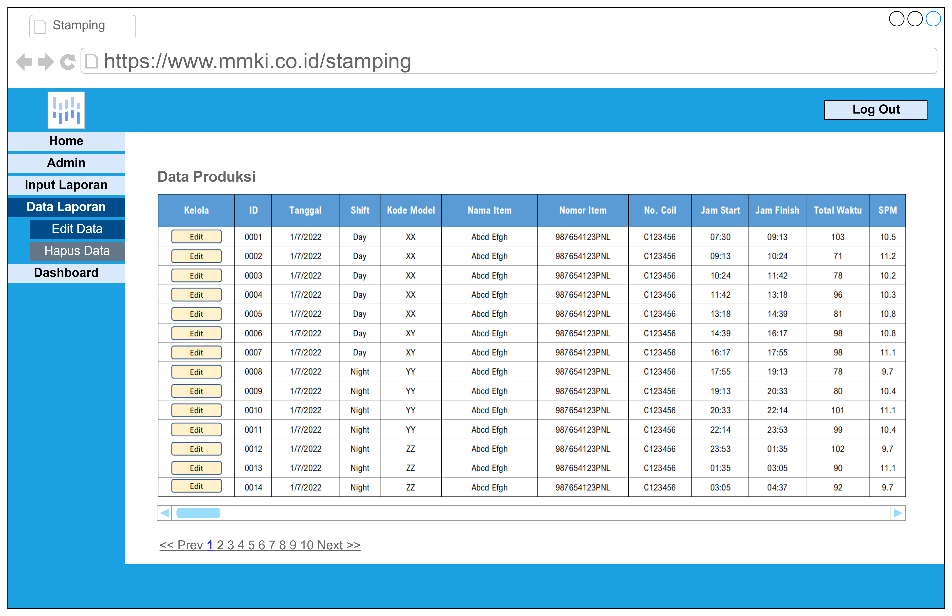 Stamping
https://www.mmki.co.id/stamping
Log Out
Home
Admin
Input Laporan
Data Laporan
Edit Data
Hapus Data
Dashboard
Data Produksi
Kelola ID Tanggal Shift Kode Model Nama Item Nomor Item No. Coil Jam Start Jam Finish Total Waktu SPM
Edit 0001 1/7/2022 Day XX Abcd Efgh 987654123PNL C123456 07:30 09:13 103 10.5
Edit 0002 1/7/2022 Day XX Abcd Efgh 987654123PNL C123456 09:13 10:24 71 11.2
Edit 0003 1/7/2022 Day XX Abcd Efgh 987654123PNL C123456 10:24 11:42 78 10.2
Edit 0004 1/7/2022 Day XX Abcd Efgh 987654123PNL C123456 11:42 13:18 96 10.3
Edit 0005 1/7/2022 Day XX Abcd Efgh 987654123PNL C123456 13:18 14:39 81 10.8
Edit 0006 1/7/2022 Day XY Abcd Efgh 987654123PNL C123456 14:39 16:17 98 10.8
Edit 0007 1/7/2022 Day XY Abcd Efgh 987654123PNL C123456 16:17 17:55 98 11.1
Edit 0008 1/7/2022 Night YY Abcd Efgh 987654123PNL C123456 17:55 19:13 78 9.7
Edit 0009 1/7/2022 Night YY Abcd Efgh 987654123PNL C123456 19:13 20:33 80 10.4
Edit 0010 1/7/2022 Night YY Abcd Efgh 987654123PNL C123456 20:33 22:14 101 11.1
Edit 0011 1/7/2022 Night YY Abcd Efgh 987654123PNL C123456 22:14 23:53 99 10.4
Edit 0012 1/7/2022 Night ZZ Abcd Efgh 987654123PNL C123456 23:53 01:35 102 9.7
Edit 0013 1/7/2022 Night ZZ Abcd Efgh 987654123PNL C123456 01:35 03:05 90 11.1
Edit 0014 1/7/2022 Night ZZ Abcd Efgh 987654123PNL C123456 03:05 04:37 92 9.7
<< Prev 1 2 3 4 5 6 7 8 9 10 Next >>